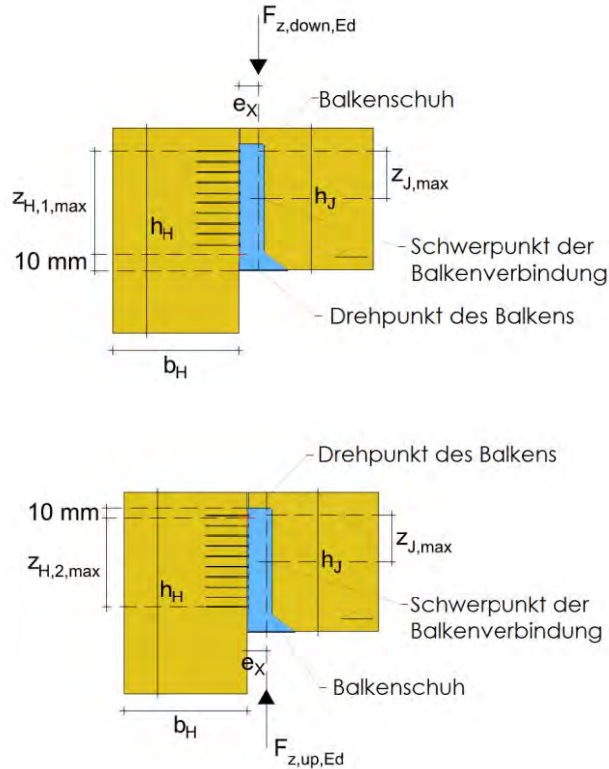 F_z,down,Ed
e_X
Balkenschuh
z_H,1,max
h_H
h_J
z_J,max
10 mm
Schwerpunkt der
Balkenverbindung
Drehpunkt des Balkens
b_H
Drehpunkt des Balkens
10 mm
z_H,2,max
h_H
h_J
z_J,max
Schwerpunkt der
Balkenverbindung
e_X
Balkenschuh
b_H
F_z,up,Ed